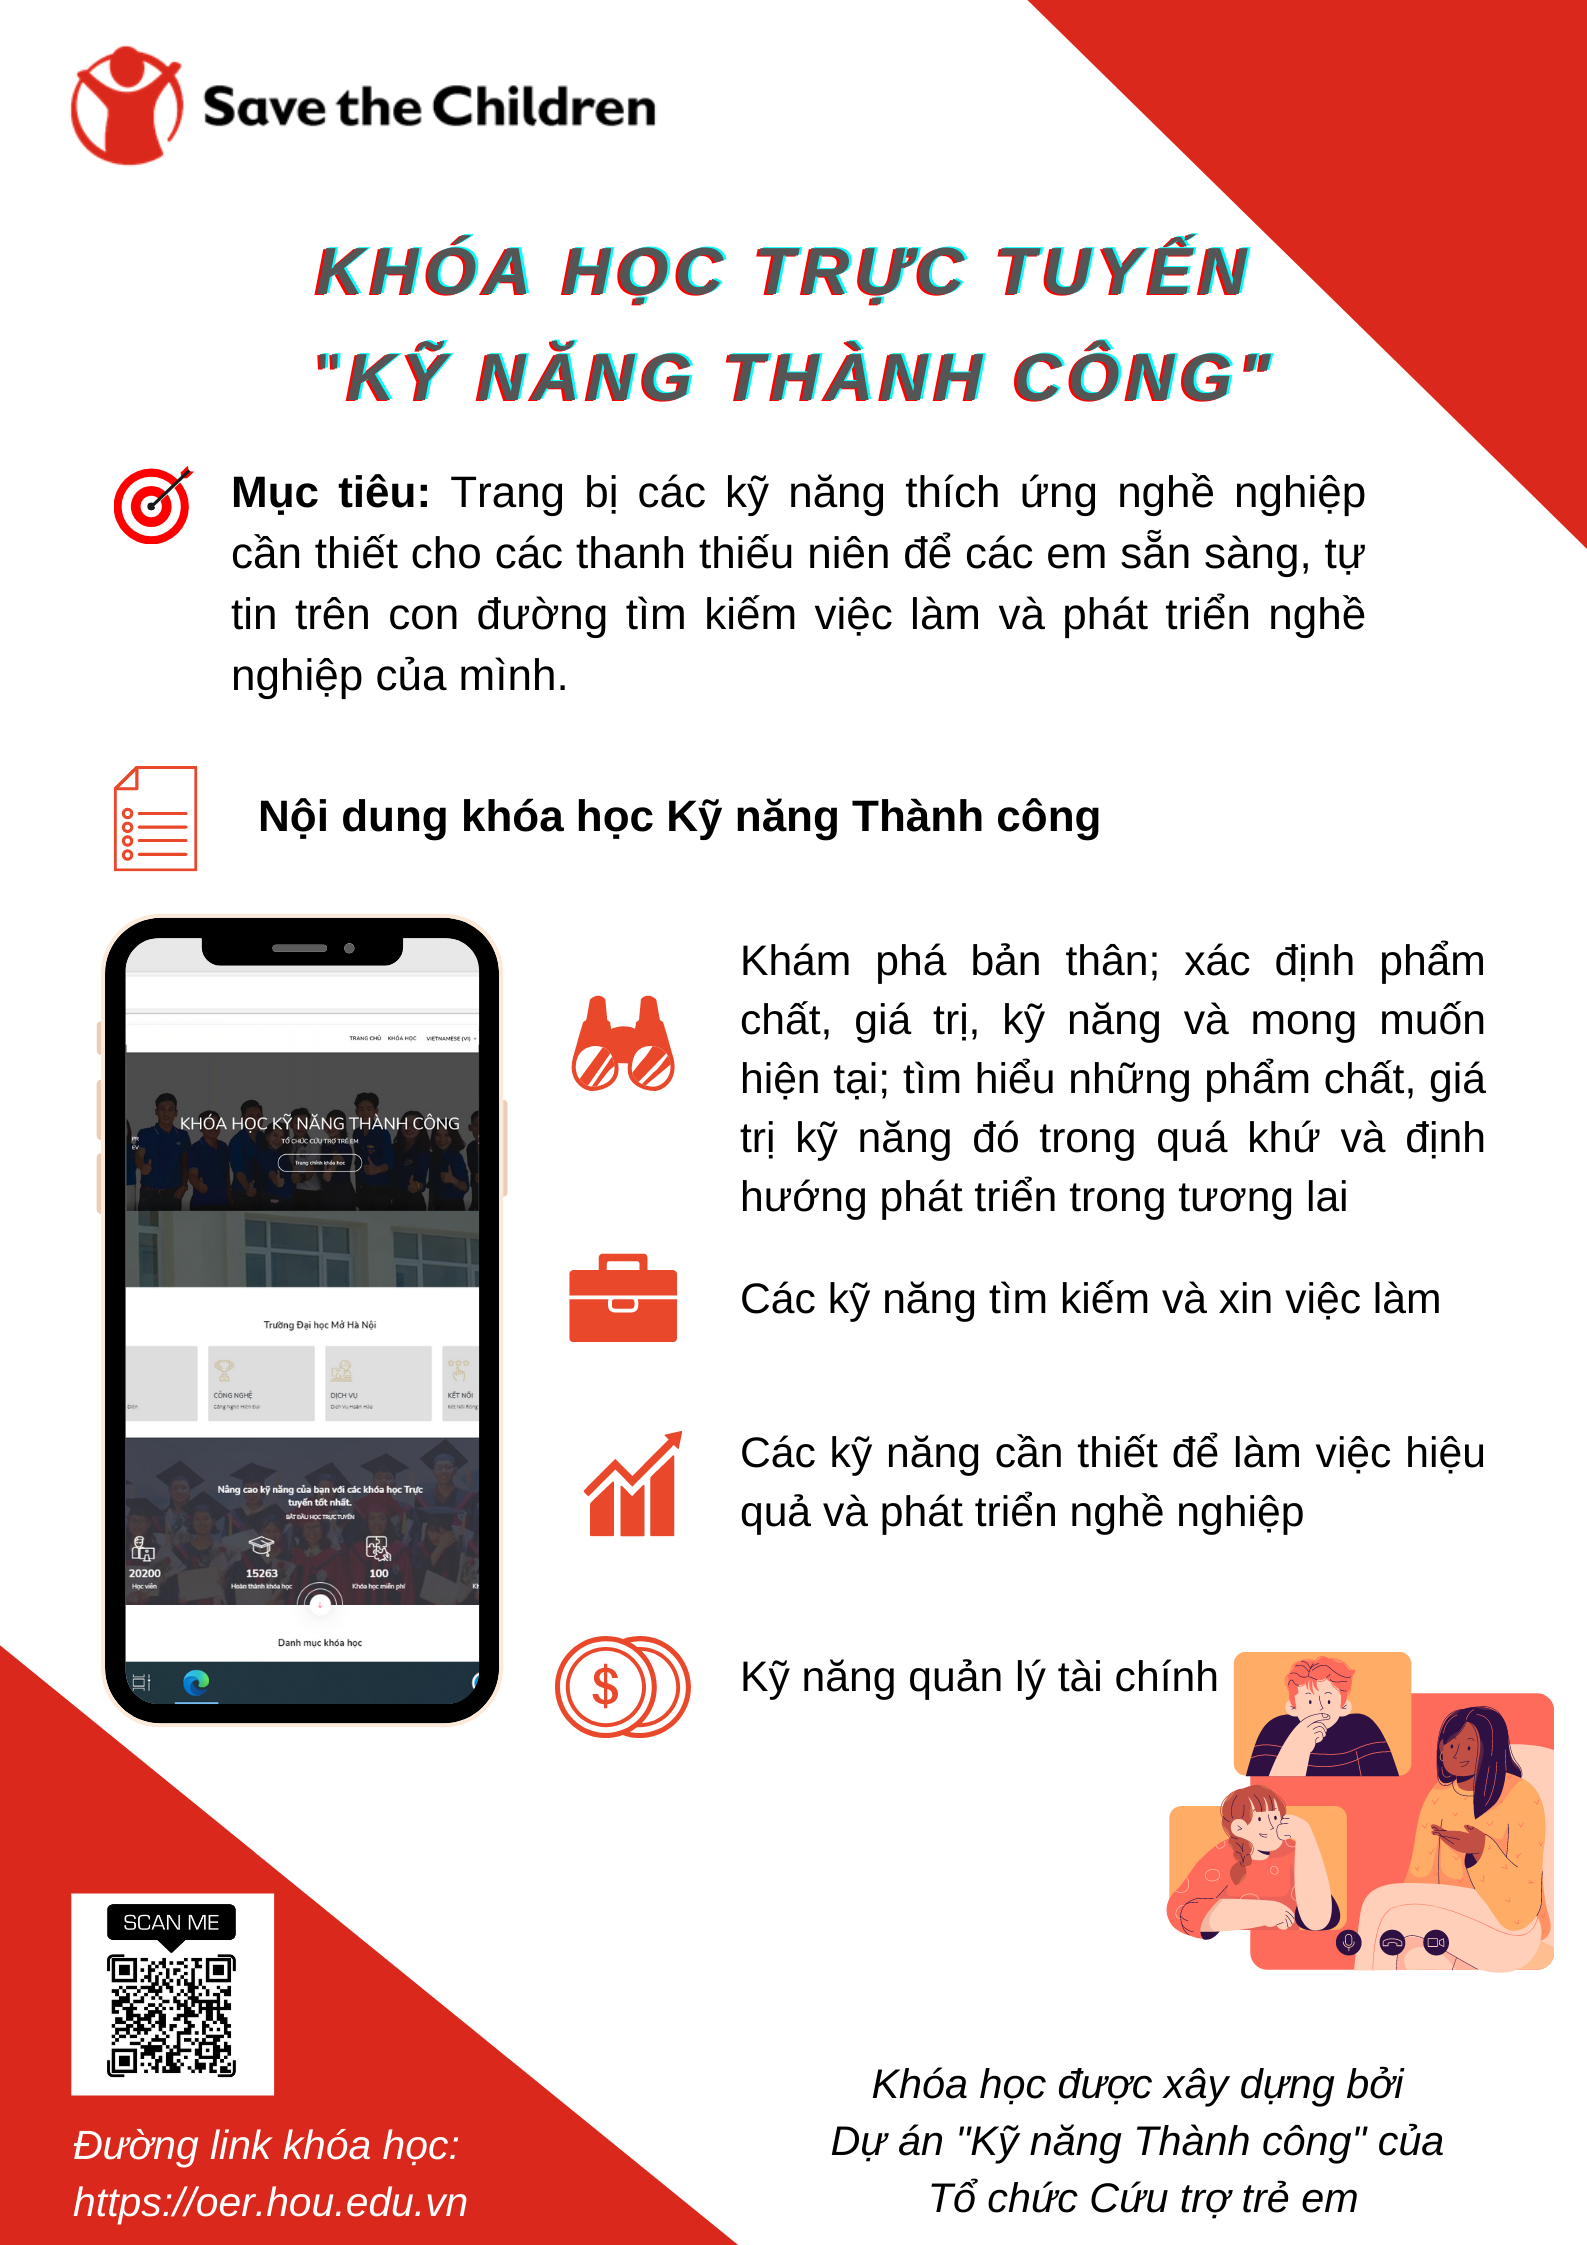 Save the Children
KHÓA HỌC TRỰC TUYẾN
"KỸ NĂNG THÀNH CÔNG"
Mục tiêu: Trang bị các kỹ năng thích ứng nghề nghiệp
cần thiết cho các thanh thiếu niên để các em sẵn sàng, tự
tin trên con đường tìm kiếm việc làm và phát triển nghề
nghiệp của mình.
Nội dung khóa học Kỹ năng Thành công
TRANG CHỦ KHÓA HỌC VIETNAMESE (VI)
KHÓA HỌC KỸ NĂNG THÀNH CÔNG
TỔ CHỨC CỨU TRỢ TRẺ EM
Trang chính khóa học
Trường Đại học Mở Hà Nội
CÔNG NGHỆ
Công Nghệ Hiện Đại
DỊCH VỤ
Dịch Vụ Hoàn Hảo
KẾT NỐI
Kết Nối Rộng
Nâng cao kỹ năng của bạn với các khóa học Trực
tuyến tốt nhất.
BẮT ĐẦU HỌC TRỰC TUYẾN
20200 15263 100
Học viên Hoàn thành khóa học Khóa học miễn phí
Danh mục khóa học
Khám phá bản thân; xác định phẩm
chất, giá trị, kỹ năng và mong muốn
hiện tại; tìm hiểu những phẩm chất, giá
trị kỹ năng đó trong quá khứ và định
hướng phát triển trong tương lai
Các kỹ năng tìm kiếm và xin việc làm
Các kỹ năng cần thiết để làm việc hiệu
quả và phát triển nghề nghiệp
$
Kỹ năng quản lý tài chính
SCAN ME
Đường link khóa học:
https://oer.hou.edu.vn
Khóa học được xây dựng bởi
Dự án "Kỹ năng Thành công" của
Tổ chức Cứu trợ trẻ em